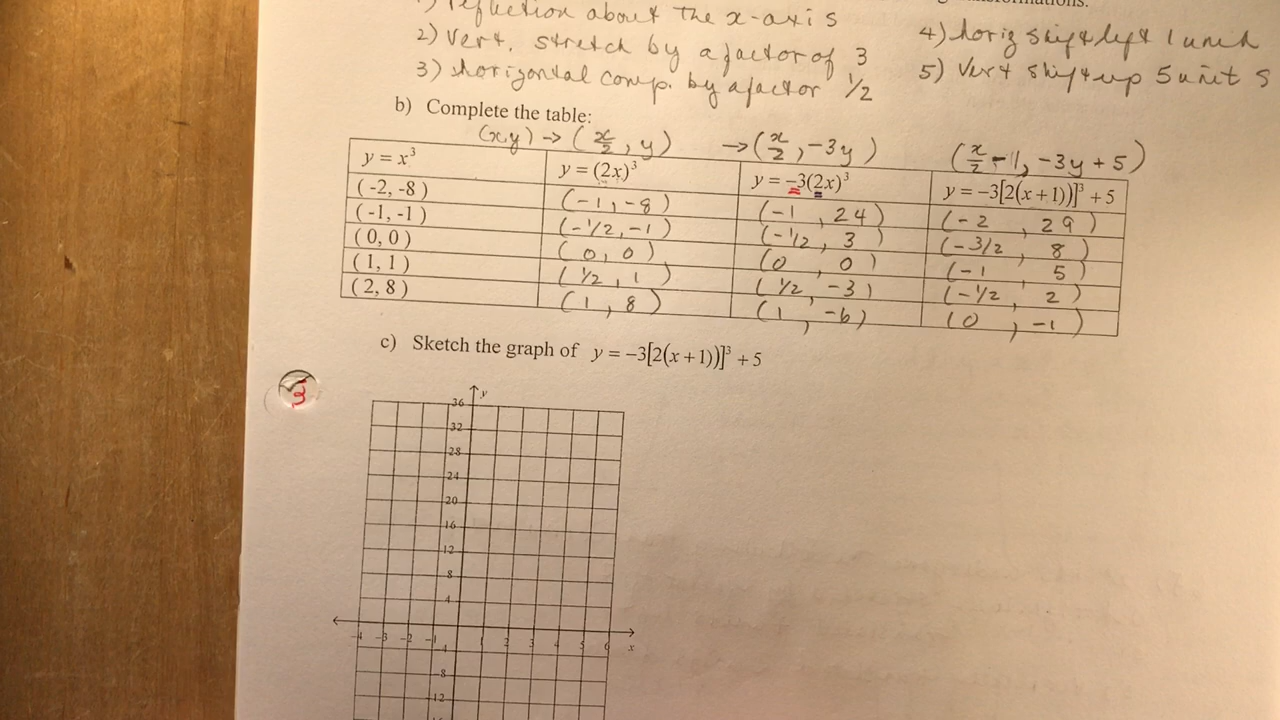 1) reflection about the x-axis
2) Vert. stretch by a factor of 3
3) horizontal comp. by a factor 1/2
4) horiz shift left 1 unit
5) Vert shift up 5 units
b) Complete the table:
(x,y) -> (x/2, y) -> (x/2, -3y) (x/2 - 1, -3y + 5)
y = x³ y = (2x)³ y = -3(2x)³ y = -3[2(x+1))]³ + 5
(-2, -8) (-1, -8) (-1, 24) (-2, 29)
(-1, -1) (-1/2, -1) (-1/2, 3) (-3/2, 8)
(0, 0) (0, 0) (0, 0) (-1, 5)
(1, 1) (1/2, 1) (1/2, -3) (-1/2, 2)
(2, 8) (1, 8) (1, -6) (0, -1)
c) Sketch the graph of y = -3[2(x+1))]³ + 5
3
y
36
32
28
24
20
16
12
8
4
-4 -3 -2 -1 1 2 3 4 5 6 x
-4
-8
-12